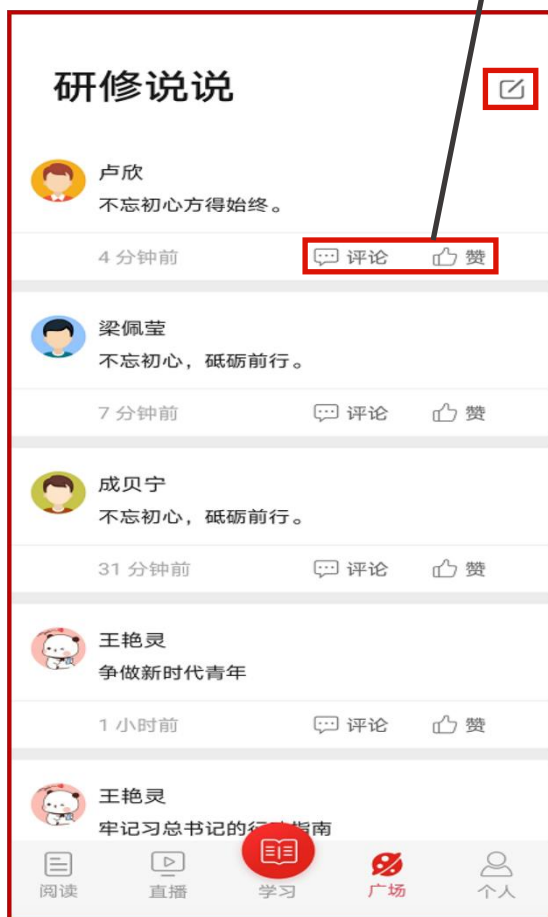 研修说说
卢欣
不忘初心方得始终。
4 分钟前 评论 赞
梁佩莹
不忘初心，砥砺前行。
7 分钟前 评论 赞
成贝宁
不忘初心，砥砺前行。
31 分钟前 评论 赞
王艳灵
争做新时代青年
1 小时前 评论 赞
王艳灵
牢记习总书记的行动指南
阅读 直播 学习 广场 个人